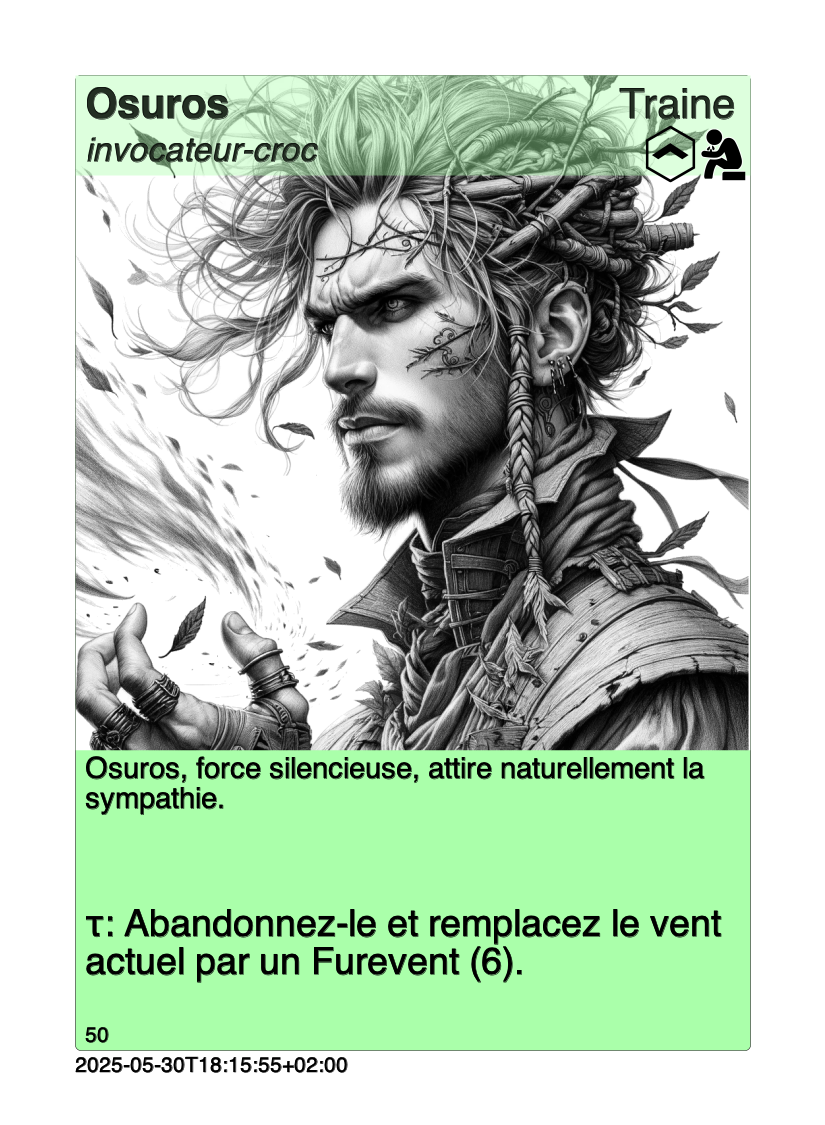 Osuros
Traine
invocateur-croc
Osuros, force silencieuse, attire naturellement la
sympathie.
τ: Abandonnez-le et remplacez le vent
actuel par un Furevent (6).
50
2025-05-30T18:15:55+02:00